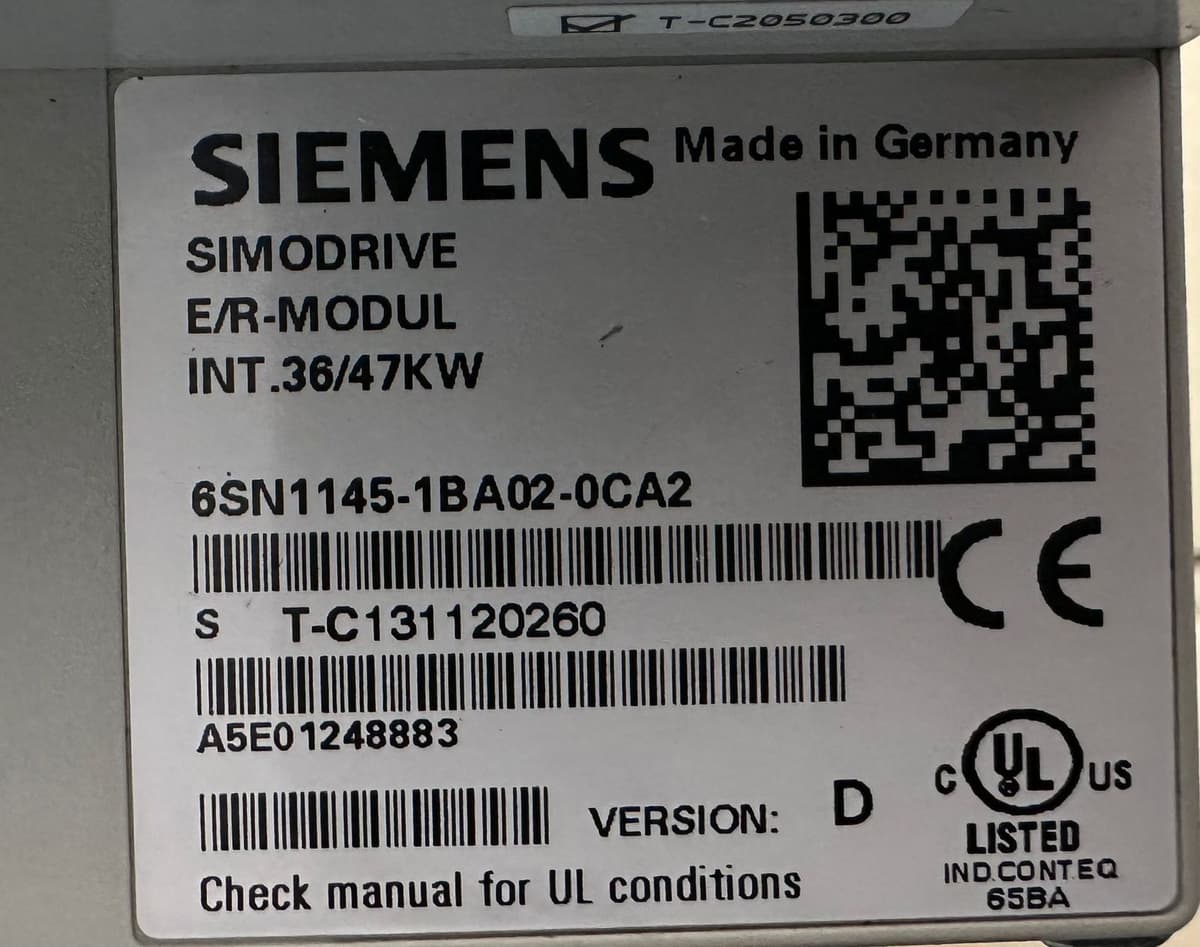 T-C2050300
SIEMENS Made in Germany
SIMODRIVE
E/R-MODUL
INT.36/47KW
6SN1145-1BA02-0CA2
S T-C131120260
A5E01248883
VERSION: D
Check manual for UL conditions
CE
C UL US
LISTED
IND.CONT.EQ
65BA